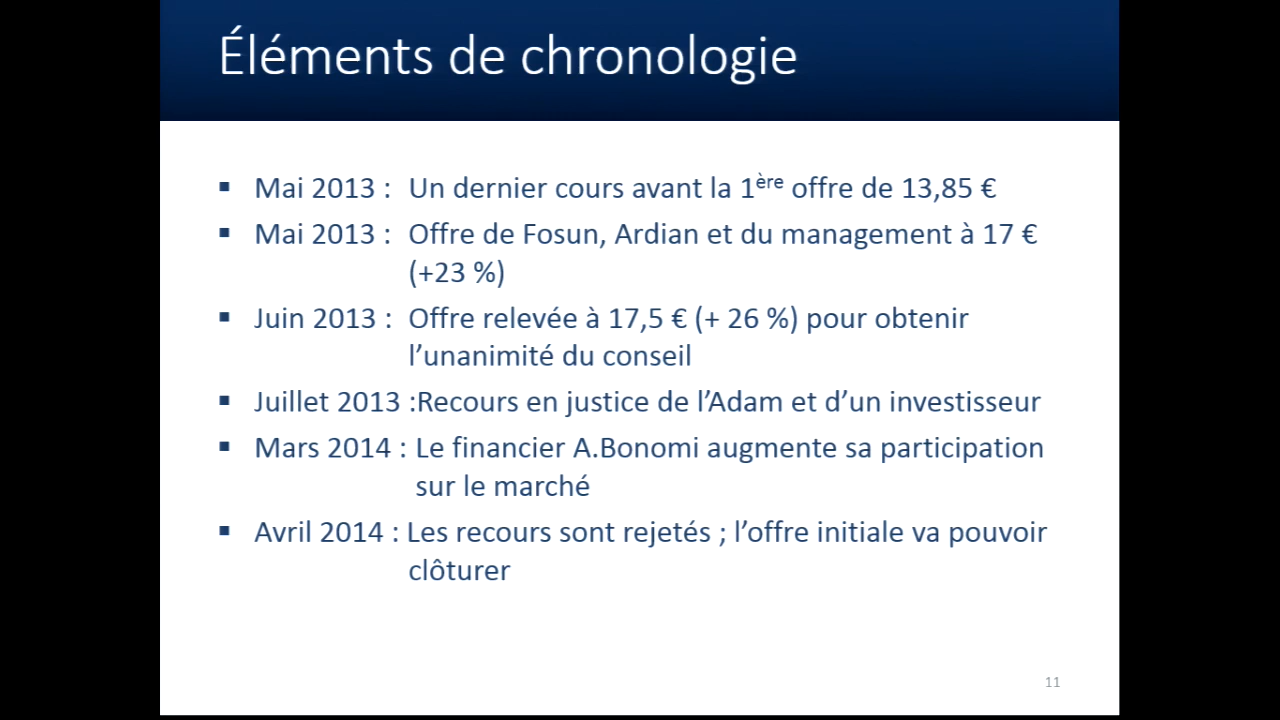 Éléments de chronologie
▪ Mai 2013 : Un dernier cours avant la 1ère offre de 13,85 €
▪ Mai 2013 : Offre de Fosun, Ardian et du management à 17 €
(+23 %)
▪ Juin 2013 : Offre relevée à 17,5 € (+ 26 %) pour obtenir
l’unanimité du conseil
▪ Juillet 2013 :Recours en justice de l’Adam et d’un investisseur
▪ Mars 2014 : Le financier A.Bonomi augmente sa participation
sur le marché
▪ Avril 2014 : Les recours sont rejetés ; l’offre initiale va pouvoir
clôturer
11